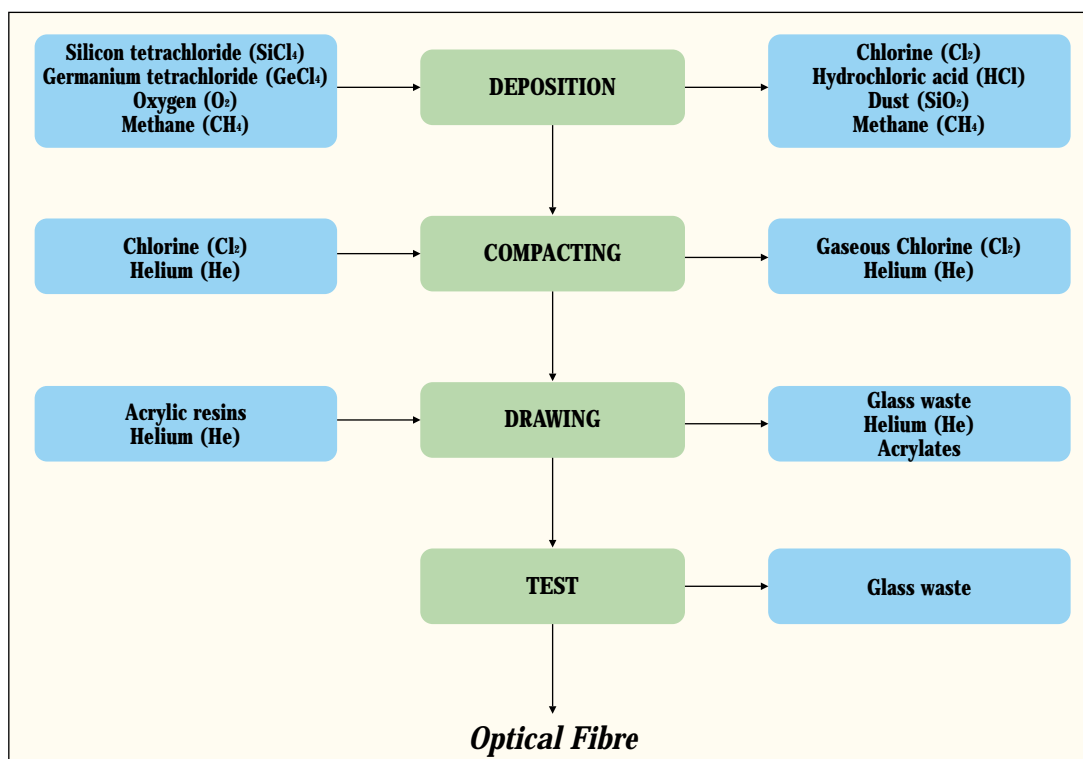 Silicon tetrachloride (SiCl₄)
Germanium tetrachloride (GeCl₄)
Oxygen (O₂)
Methane (CH₄)
DEPOSITION
Chlorine (Cl₂)
Hydrochloric acid (HCl)
Dust (SiO₂)
Methane (CH₄)
Chlorine (Cl₂)
Helium (He)
COMPACTING
Gaseous Chlorine (Cl₂)
Helium (He)
Acrylic resins
Helium (He)
DRAWING
Glass waste
Helium (He)
Acrylates
TEST
Glass waste
Optical Fibre